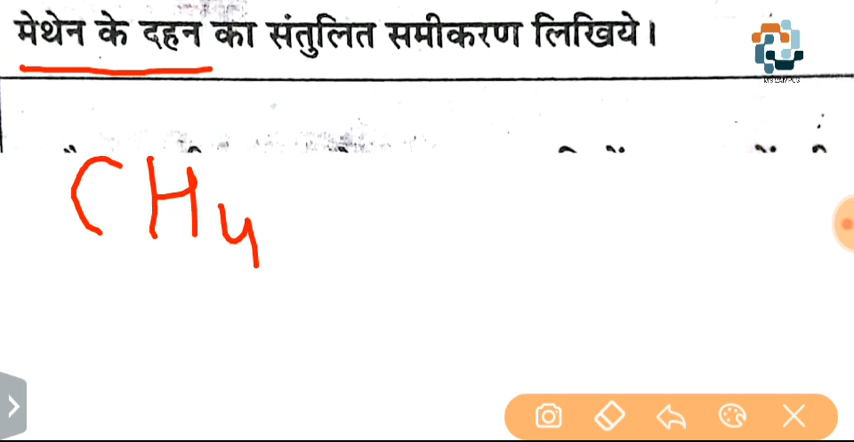 मेथेन के दहन का संतुलित समीकरण लिखिये।
CH4